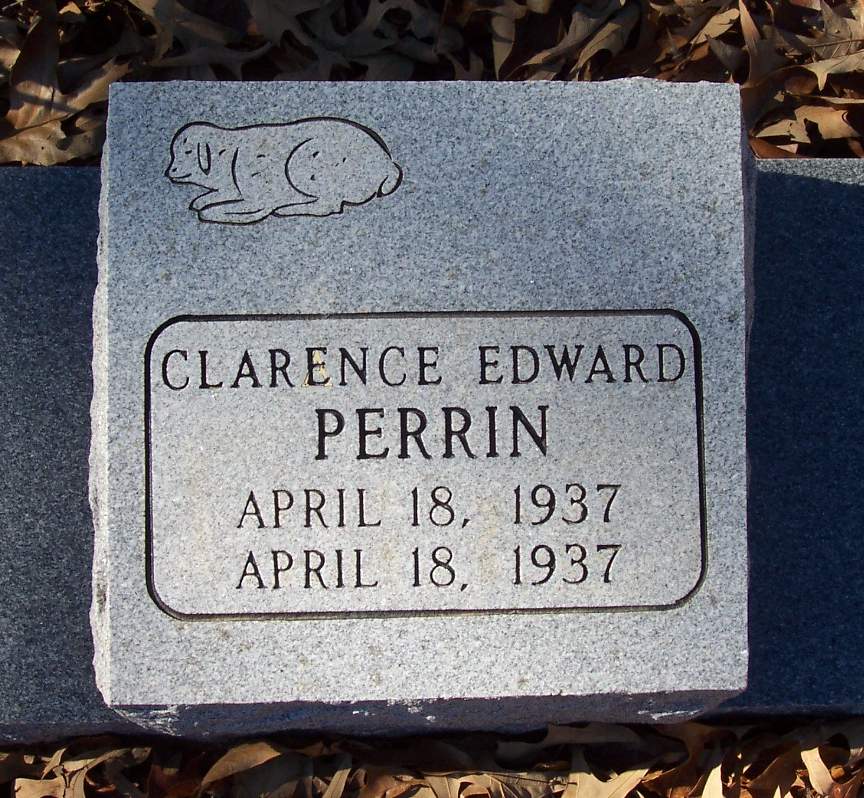 CLARENCE EDWARD
PERRIN
APRIL 18, 1937
APRIL 18, 1937